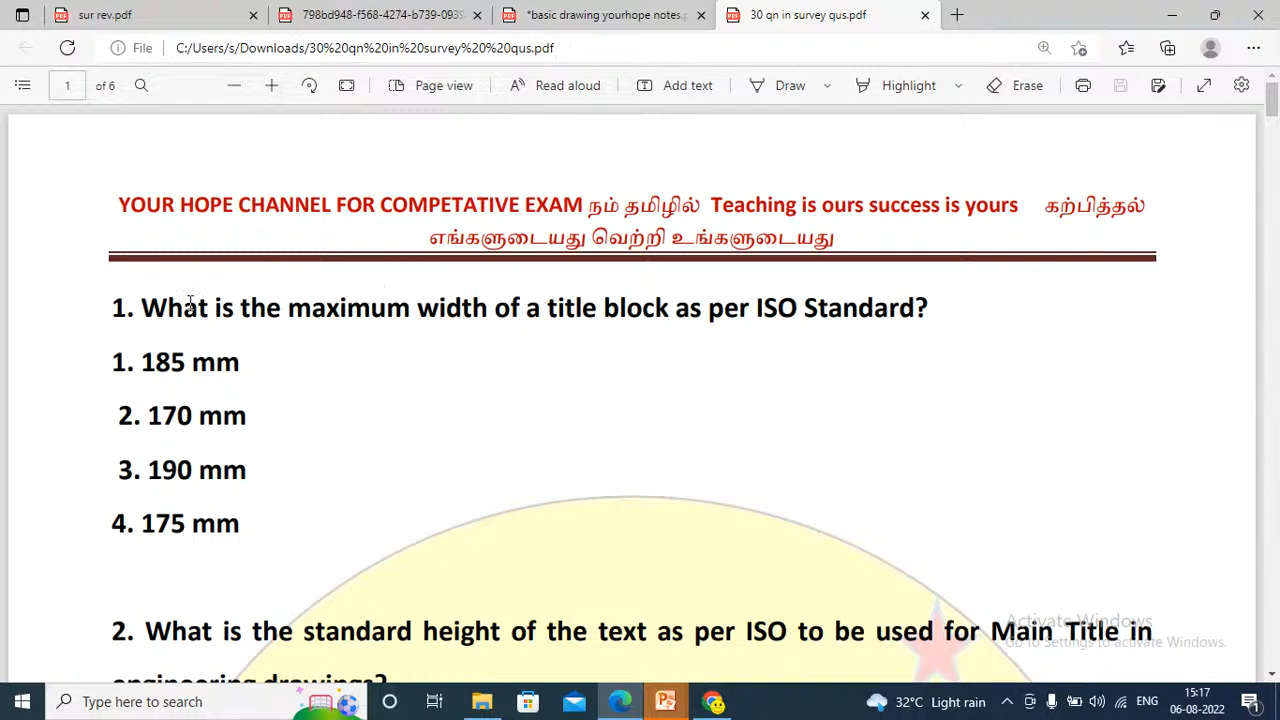 sur rev.pdf
798bd948-f568-4274-b739-0939
*basic drawing yourhope notes.p
30 qn in survey qus.pdf
File
C:/Users/s/Downloads/30%20qn%20in%20survey%20%20qus.pdf
1 of 6
Page view
Read aloud
Add text
Draw
Highlight
Erase
YOUR HOPE CHANNEL FOR COMPETATIVE EXAM நம் தமிழில் Teaching is ours success is yours கற்பித்தல்
எங்களுடையது வெற்றி உங்களுடையது
1. What is the maximum width of a title block as per ISO Standard?
1. 185 mm
2. 170 mm
3. 190 mm
4. 175 mm
2. What is the standard height of the text as per ISO to be used for Main Title in
engineering drawings?
Activate Windows
Go to Settings to activate Windows.
Type here to search
32°C Light rain
ENG
15:17
06-08-2022
1